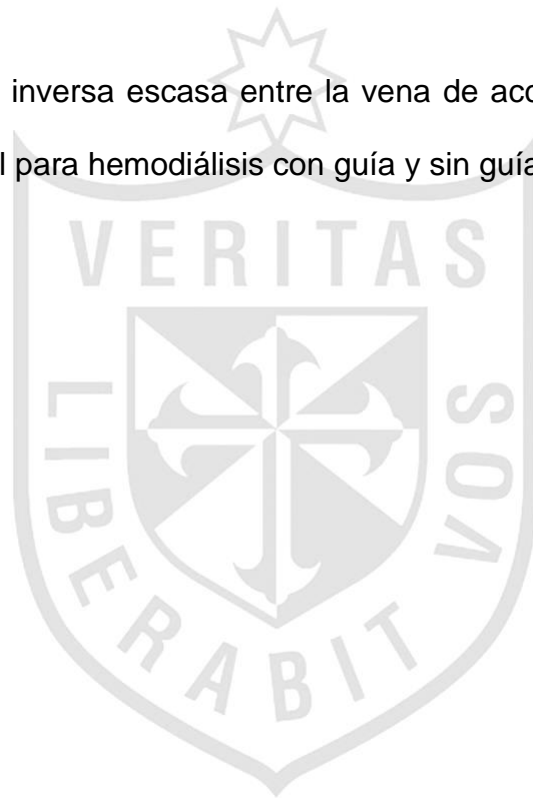 inversa escasa entre la vena de acc
l para hemodiálisis con guía y sin guía
VERITAS
LIBERABIT
VOS